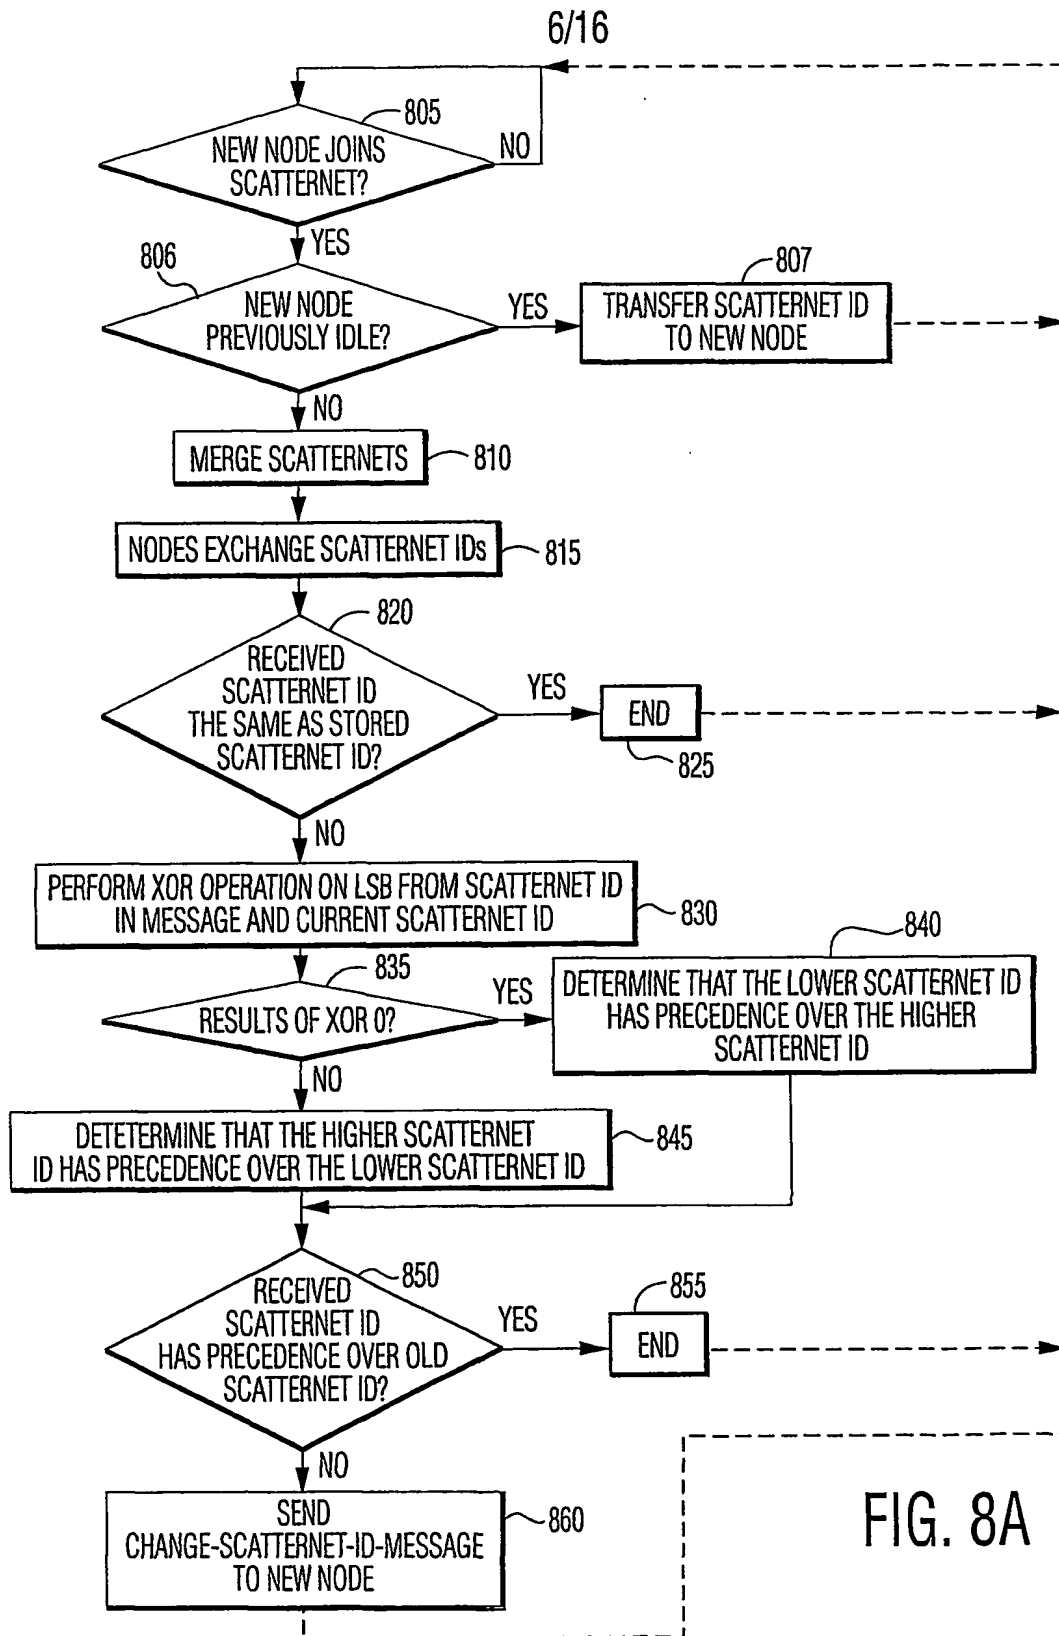 6/16
805
NEW NODE JOINS
SCATTERNET?
NO
YES
806
NEW NODE
PREVIOUSLY IDLE?
YES
807
TRANSFER SCATTERNET ID
TO NEW NODE
NO
MERGE SCATTERNETS
810
NODES EXCHANGE SCATTERNET IDs
815
820
RECEIVED
SCATTERNET ID
THE SAME AS STORED
SCATTERNET ID?
YES
END
825
NO
PERFORM XOR OPERATION ON LSB FROM SCATTERNET ID
IN MESSAGE AND CURRENT SCATTERNET ID
830
835
RESULTS OF XOR 0?
YES
840
DETERMINE THAT THE LOWER SCATTERNET ID
HAS PRECEDENCE OVER THE HIGHER
SCATTERNET ID
NO
DETETERMINE THAT THE HIGHER SCATTERNET
ID HAS PRECEDENCE OVER THE LOWER SCATTERNET ID
845
850
RECEIVED
SCATTERNET ID
HAS PRECEDENCE OVER OLD
SCATTERNET ID?
YES
855
END
NO
SEND
CHANGE-SCATTERNET-ID-MESSAGE
TO NEW NODE
860
FIG. 8A